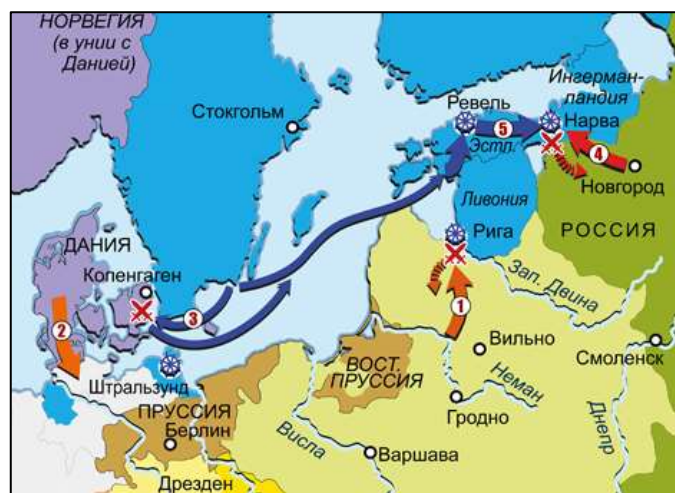 НОРВЕГИЯ
(в унии с
Данией)
Стокгольм
Ревель
Ингерман-
ландия
Нарва
5
Эстл.
4
Новгород
Ливония
Рига
РОССИЯ
ДАНИЯ
Копенгаген
Зап. Двина
2
3
1
Вильно
Смоленск
ВОСТ.
ПРУССИЯ
Неман
Штральзунд
ПРУССИЯ
Гродно
Днепр
Берлин
Висла
Варшава
Дрезден